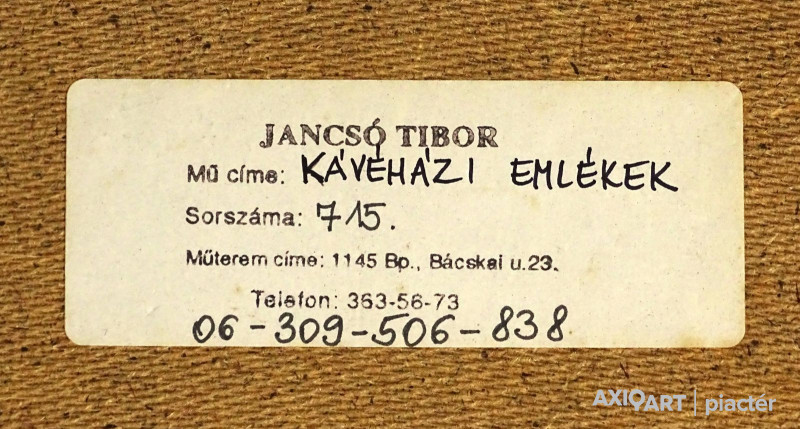 JANCSÓ TIBOR
Mű címe: KÁVÉHÁZI EMLÉKEK
Sorszáma: 715.
Műterem címe: 1145 Bp., Bácskai u.23.
Telefon: 363-56-73
06-309-506-838
AXIOART | piactér